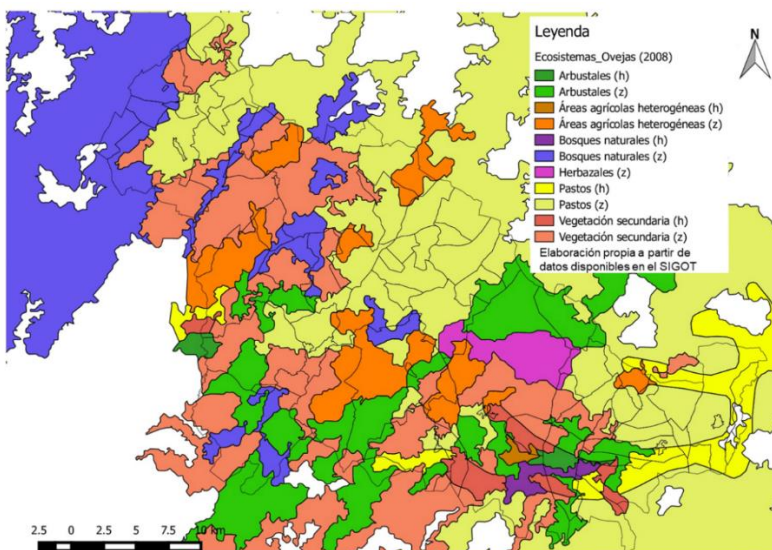 Leyenda
Ecosistemas_Ovejas (2008)
Arbustales (h)
Arbustales (z)
Áreas agrícolas heterogéneas (h)
Áreas agrícolas heterogéneas (z)
Bosques naturales (h)
Bosques naturales (z)
Herbazales (z)
Pastos (h)
Pastos (z)
Vegetación secundaria (h)
Vegetación secundaria (z)
Elaboración propia a partir de
datos disponibles en el SIGOT
N
2.5 0 2.5 5 7.5 10 km